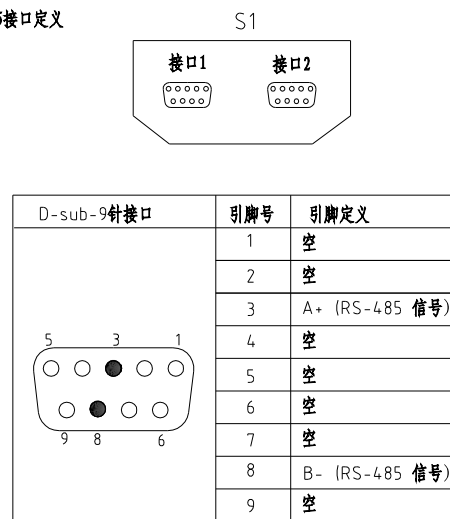 接口定义
S1
接口1 接口2
D-sub-9针接口 引脚号 引脚定义
1 空
2 空
3 A+ (RS-485 信号)
4 空
5 空
6 空
7 空
8 B- (RS-485 信号)
9 空
5 3 1
9 8 6